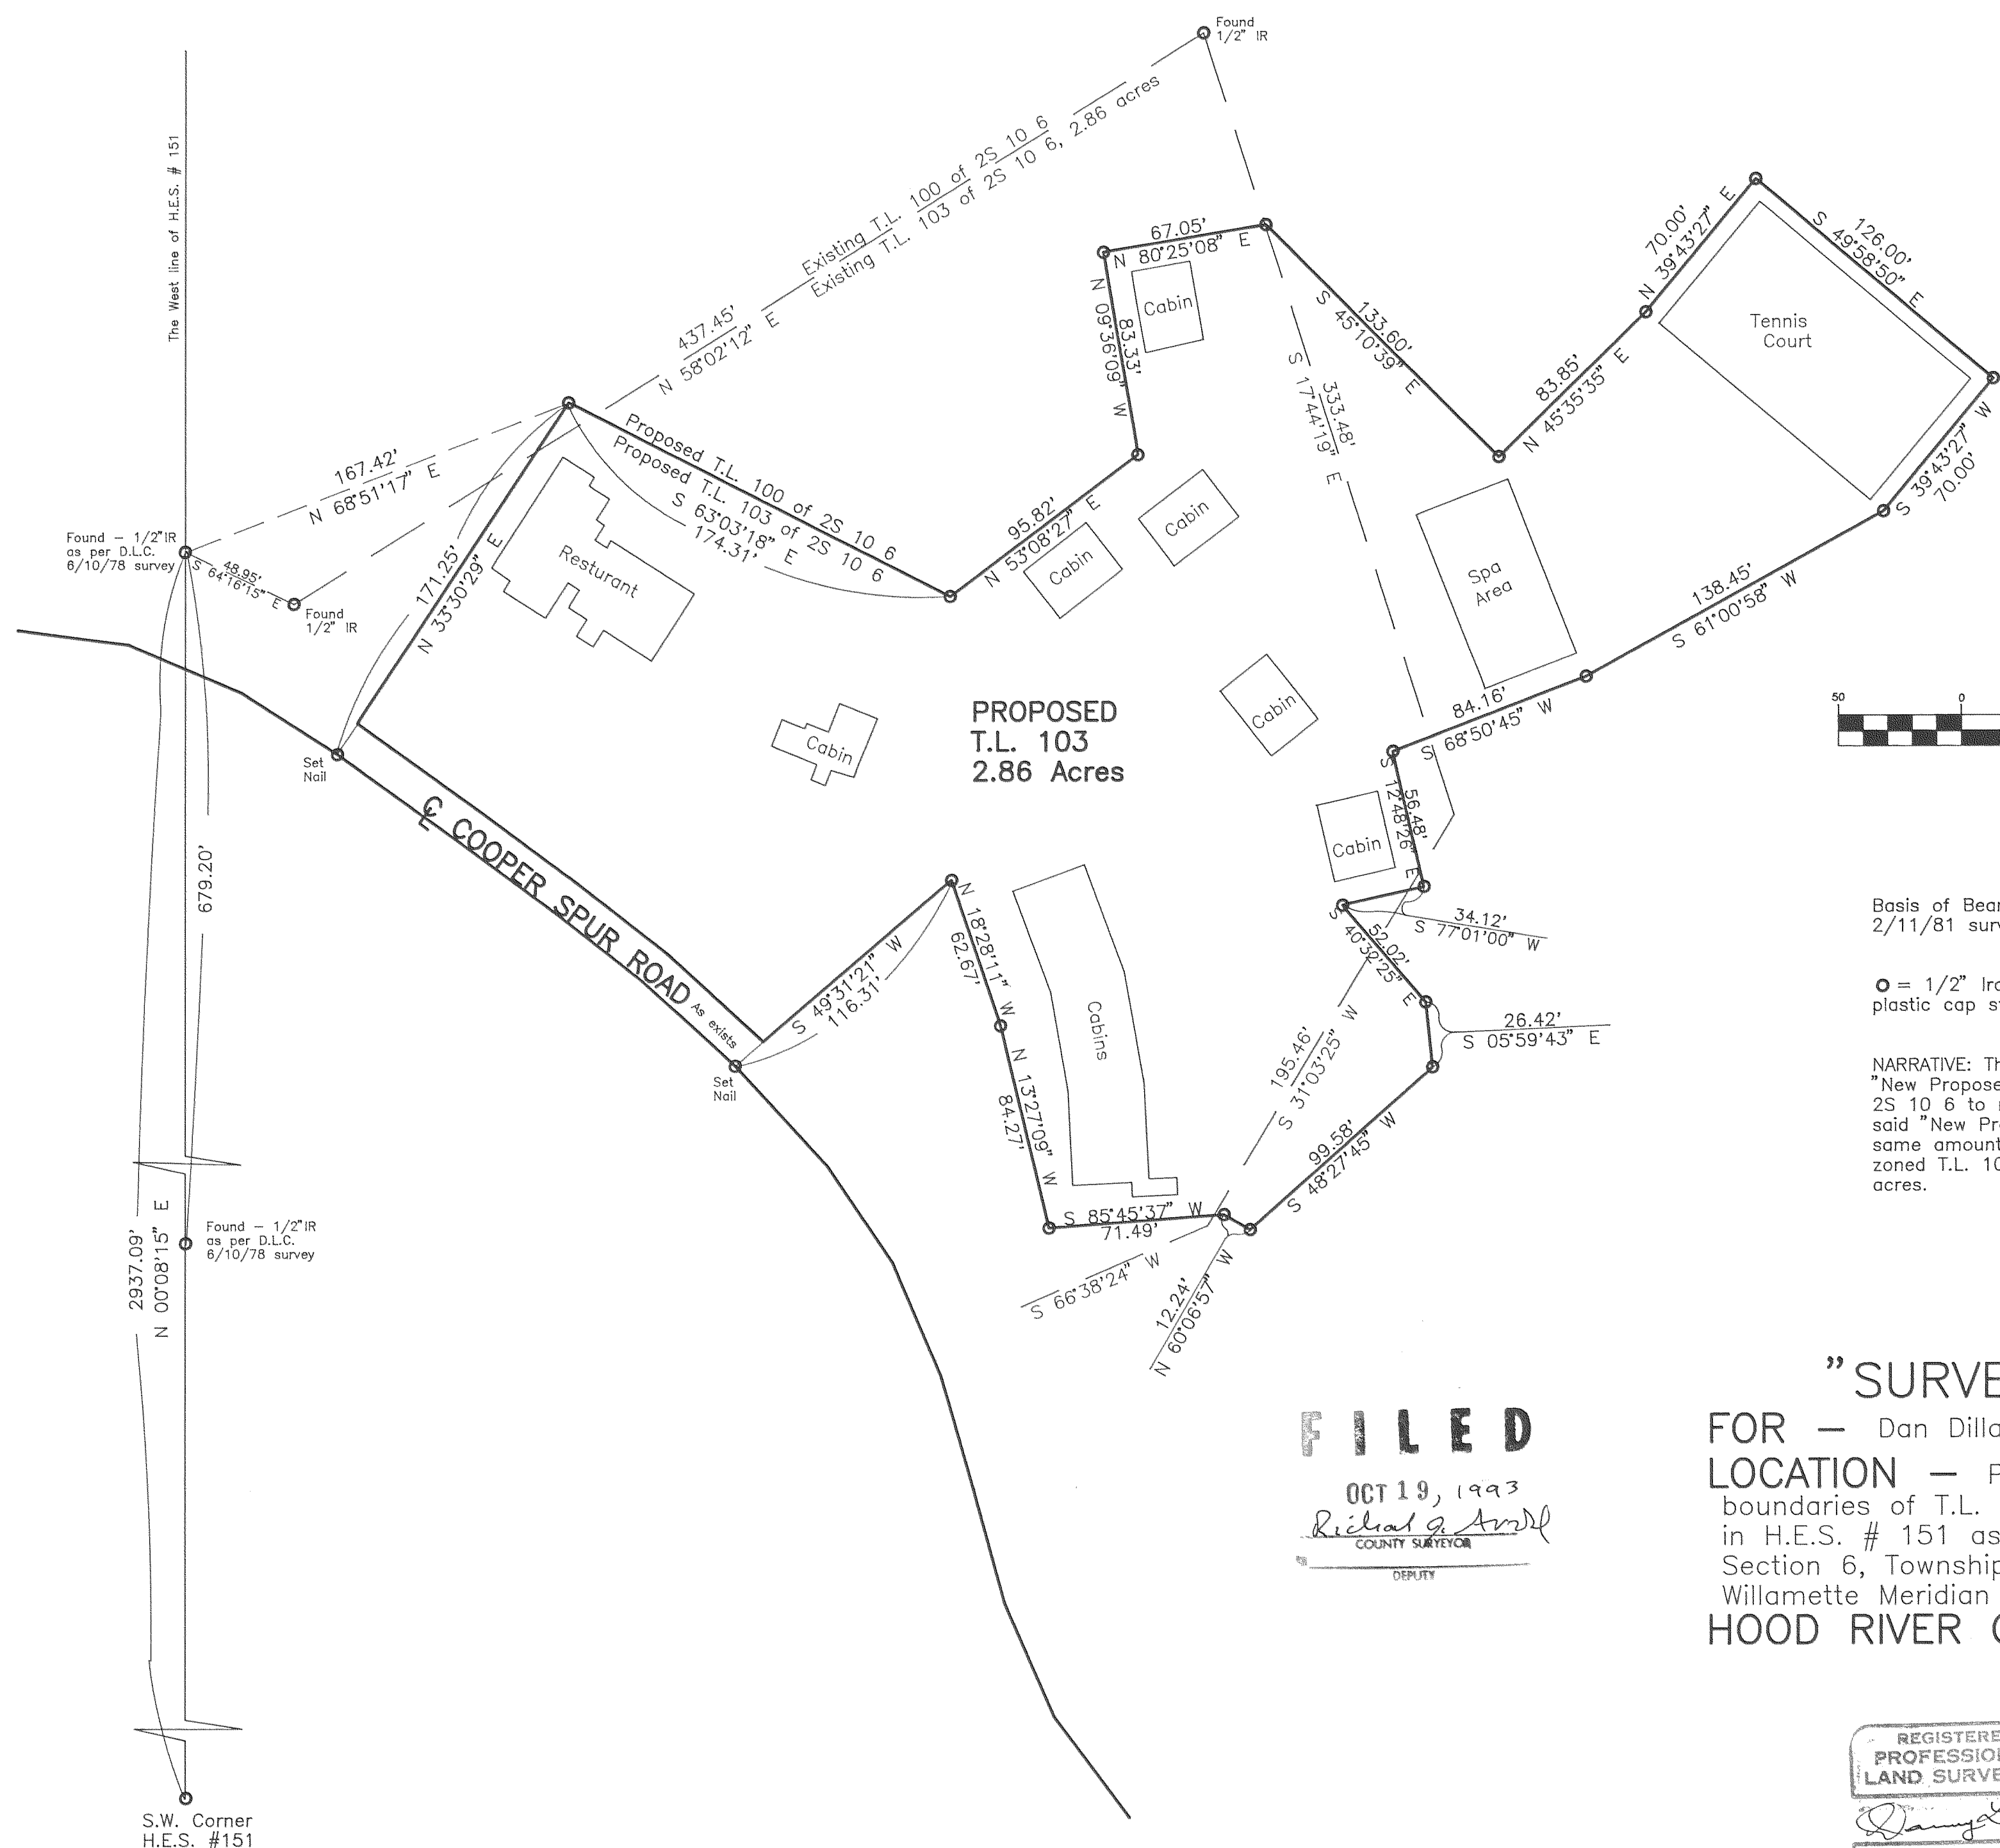 Found
1/2" IR
The West line of H.E.S. # 151
Existing T.L. 100 of 2S 10 6
Existing T.L. 103 of 2S 10 6, 2.86 acres
437.45'
N 58°02'12" E
67.05'
N 80°25'08" E
N 09°36'09" W
83.33'
Cabin
133.60'
S 45°10'39" E
333.48'
S 17°44'19" E
83.85'
N 45°35'35" E
70.00'
N 39°43'27" E
126.00'
S 49°58'50" E
Tennis
Court
S 39°43'27" W
70.00'
138.45'
S 61°00'58" W
84.16'
S 68°50'45" W
Spa
Area
Cabin
Cabin
95.82'
N 53°08'27" E
Proposed T.L. 100 of 2S 10 6
Proposed T.L. 103 of 2S 10 6
S 63°03'18" E
174.31'
Resturant
167.42'
N 68°51'17" E
Found - 1/2"IR
as per D.L.C.
6/10/78 survey
48.95'
S 64°16'15" E
Found
1/2" IR
171.25'
N 33°30'29" E
Set
Nail
Cabin
PROPOSED
T.L. 103
2.86 Acres
Cabin
Cabin
56.48'
S 12°48'26" E
34.12'
S 77°01'00" W
52.02'
S 40°32'25" E
26.42'
S 05°59'43" E
℄ COOPER SPUR ROAD As exists
Set
Nail
S 49°31'21" W
116.31'
N 18°28'11" W
62.67'
N 13°27'09" W
84.27'
Cabins
195.46'
S 31°03'25" W
99.58'
S 48°27'45" W
S 85°45'37" W
71.49'
S 66°38'24" W
12.24'
N 60°06'57" W
679.20'
2937.09'
N 00°08'15" E
Found - 1/2"IR
as per D.L.C.
6/10/78 survey
S.W. Corner
H.E.S. #151
50 0
Basis of Bear
2/11/81 surv
= 1/2" Iro
plastic cap s
NARRATIVE: Th
"New Propose
2S 10 6 to
said "New Pr
same amount
zoned T.L. 10
acres.
"SURVE
FOR - Dan Dilla
LOCATION - P
boundaries of T.L.
in H.E.S. # 151 as
Section 6, Township
Willamette Meridian
HOOD RIVER C
FILED
OCT 19, 1993
COUNTY SURVEYOR
DEPUTY
REGISTERE
PROFESSION
LAND SURVE